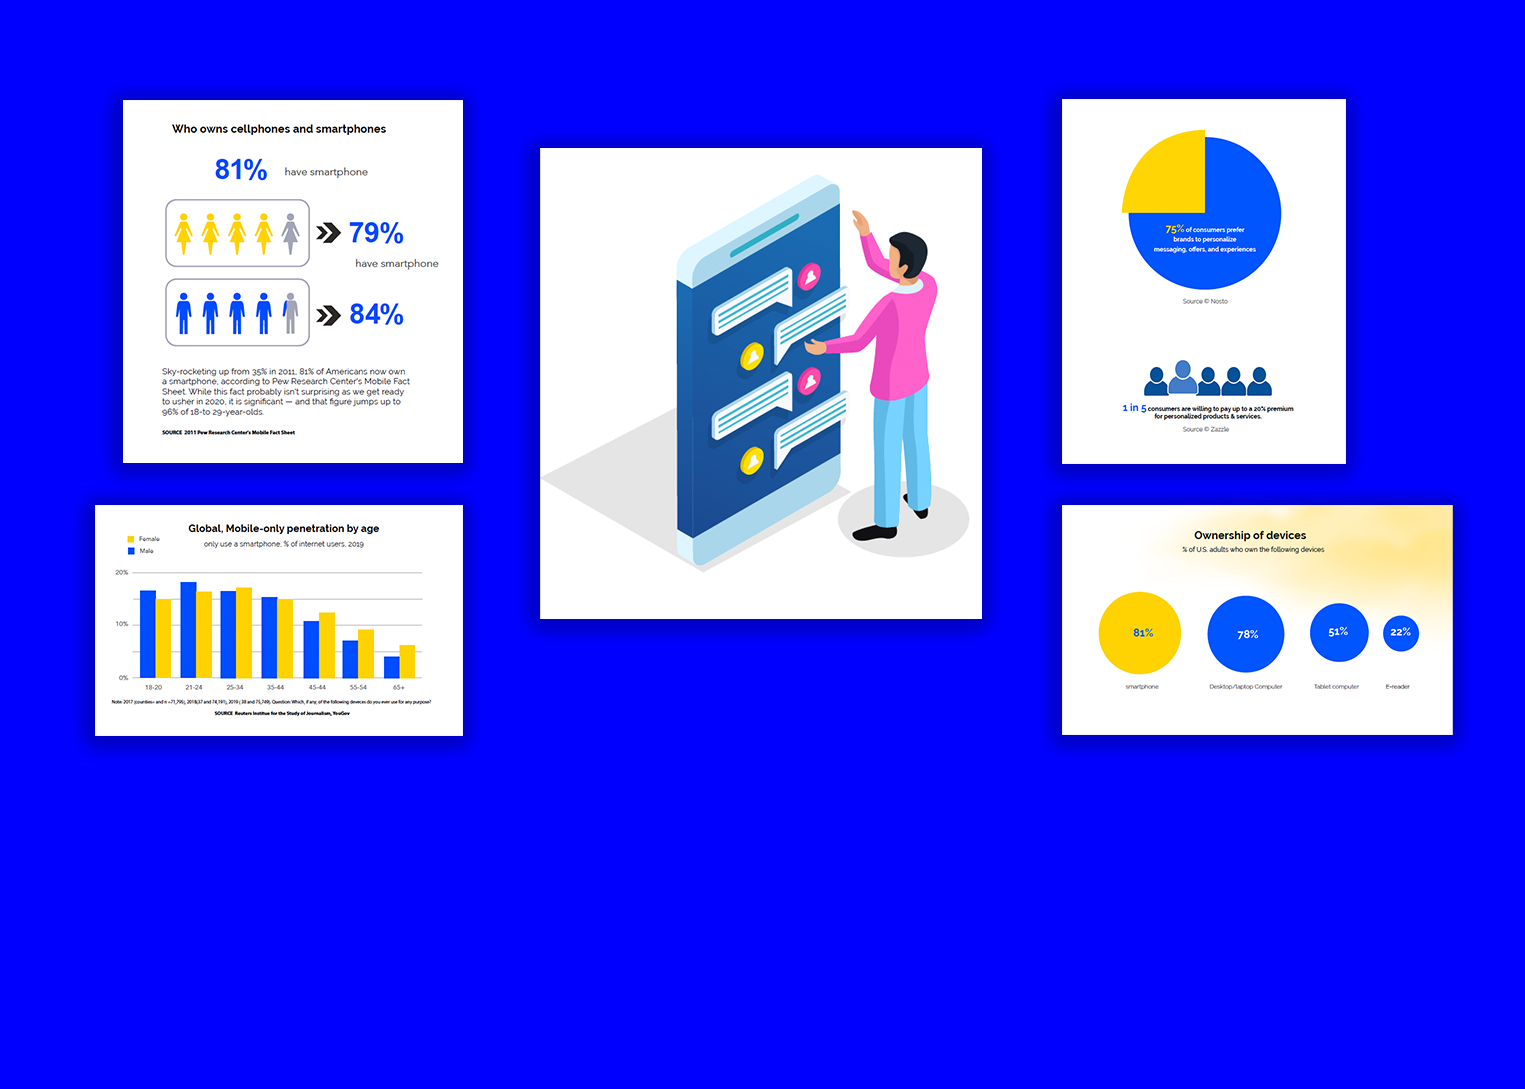 Who owns cellphones and smartphones
81% have smartphone
79%
have smartphone
84%
Sky-rocketing up from 35% in 2011, 81% of Americans now own
a smartphone, according to Pew Research Center's Mobile Fact
Sheet. While this fact probably isn't surprising as we get ready
to usher in 2020, it is significant — and that figure jumps up to
96% of 18-to 29-year-olds.
SOURCE 2011 Pew Research Center's Mobile Fact Sheet
Global, Mobile-only penetration by age
only use a smartphone, % of internet users, 2019
Female
Male
20%
10%
0%
18-20 21-24 25-34 35-44 45-44 55-54 65+
Note: 2017 (counties= and n =71,795), 2018(37 and 74,191), 2019 ( 38 and 75,749). Question: Which, if any, of the following deveces do you ever use for any purpose?
SOURCE Reuters Institue for the Study of Journalism, YeoGov
75% of consumers prefer
brands to personalize
messaging, offers, and experiences
Source © Nosto
1 in 5 consumers are willing to pay up to a 20% premium
for personalized products & services.
Source © Zazzle
Ownership of devices
% of U.S. adults who own the following devices
81% 78% 51% 22%
smartphone Desktop/laptop Computer Tablet computer E-reader